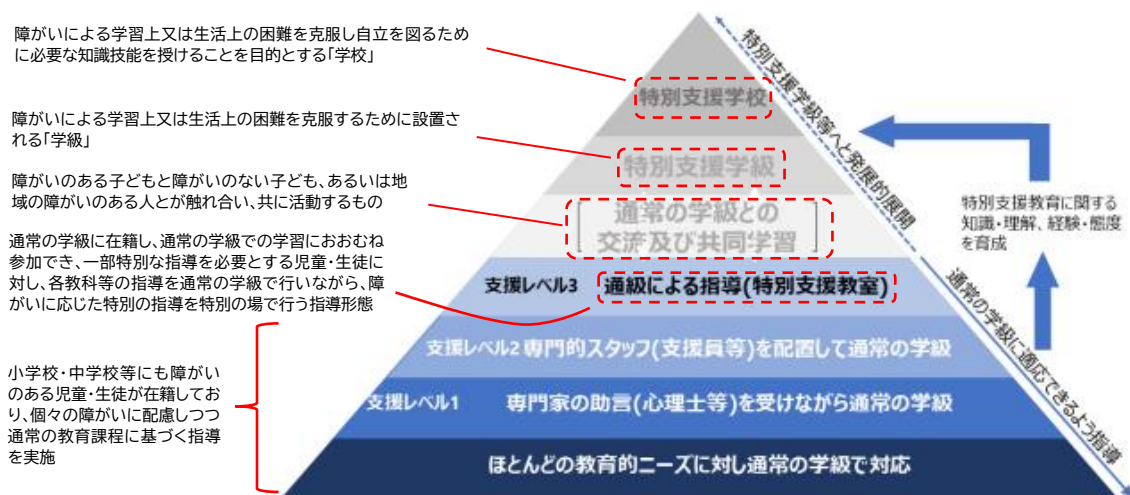 障がいによる学習上又は生活上の困難を克服し自立を図るため
に必要な知識技能を授けることを目的とする「学校」
障がいによる学習上又は生活上の困難を克服するために設置さ
れる「学級」
障がいのある子どもと障がいのない子ども、あるいは地
域の障がいのある人とが触れ合い、共に活動するもの
通常の学級に在籍し、通常の学級での学習におおむね
参加でき、一部特別な指導を必要とする児童・生徒に
対し、各教科等の指導を通常の学級で行いながら、障
がいに応じた特別の指導を特別の場で行う指導形態
小学校・中学校等にも障がい
のある児童・生徒が在籍してお
り、個々の障がいに配慮しつつ
通常の教育課程に基づく指導
を実施
特別支援学校
特別支援学級
通常の学級との
交流及び共同学習
支援レベル3 通級による指導(特別支援教室)
支援レベル2 専門的スタッフ(支援員等)を配置して通常の学級
支援レベル1 専門家の助言(心理士等)を受けながら通常の学級
ほとんどの教育的ニーズに対し通常の学級で対応
特別支援学級等へと発展的展開
通常の学級に適応できるよう指導
特別支援教育に関する
知識・理解、経験・態度
を育成